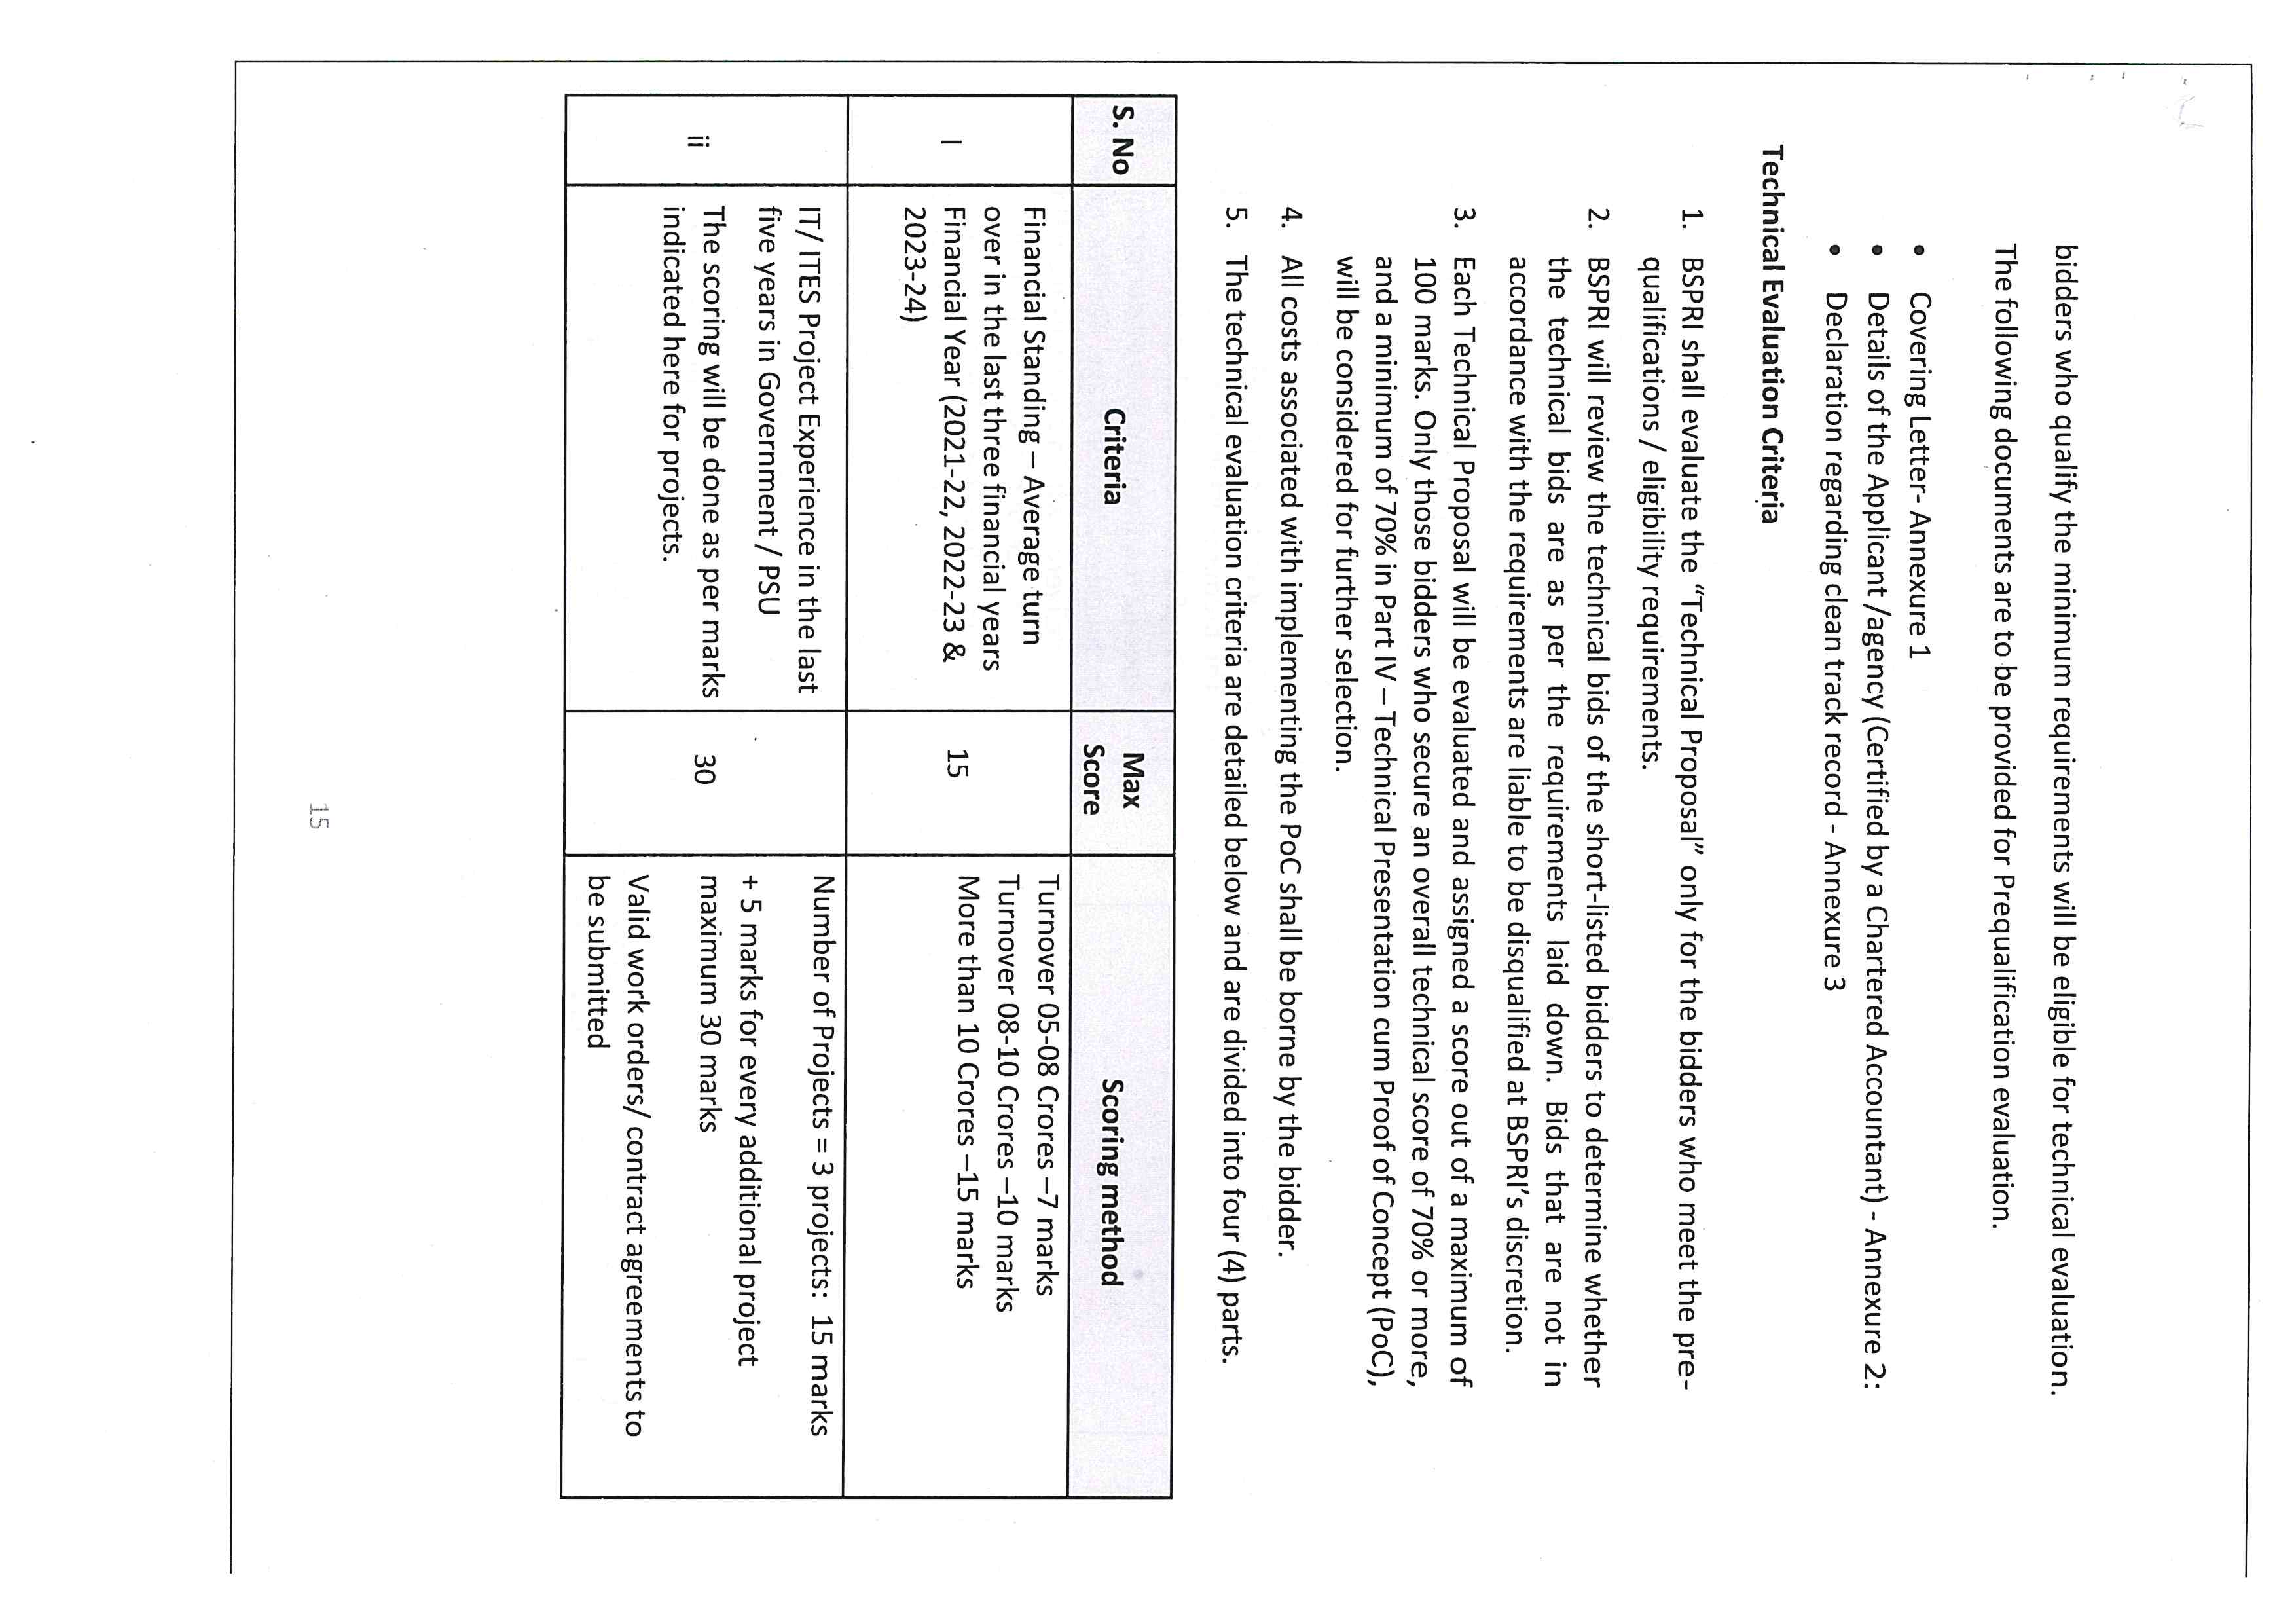 bidders who qualify the minimum requirements will be eligible for technical evaluation.
The following documents are to be provided for Prequalification evaluation.
• Covering Letter- Annexure 1
• Details of the Applicant /agency (Certified by a Chartered Accountant) - Annexure 2:
• Declaration regarding clean track record - Annexure 3
Technical Evaluation Criteria
1. BSPRI shall evaluate the “Technical Proposal” only for the bidders who meet the pre-
qualifications / eligibility requirements.
2. BSPRI will review the technical bids of the short-listed bidders to determine whether
the technical bids are as per the requirements laid down. Bids that are not in
accordance with the requirements are liable to be disqualified at BSPRI’s discretion.
3. Each Technical Proposal will be evaluated and assigned a score out of a maximum of
100 marks. Only those bidders who secure an overall technical score of 70% or more,
and a minimum of 70% in Part IV – Technical Presentation cum Proof of Concept (PoC),
will be considered for further selection.
4. All costs associated with implementing the PoC shall be borne by the bidder.
5. The technical evaluation criteria are detailed below and are divided into four (4) parts.
S. No
Criteria
Max
Score
Scoring method
I
Financial Standing – Average turn
over in the last three financial years
Financial Year (2021-22, 2022-23 &
2023-24)
15
Turnover 05-08 Crores –7 marks
Turnover 08-10 Crores –10 marks
More than 10 Crores –15 marks
ii
IT/ ITES Project Experience in the last
five years in Government / PSU
The scoring will be done as per marks
indicated here for projects.
30
Number of Projects = 3 projects: 15 marks
+ 5 marks for every additional project
maximum 30 marks
Valid work orders/ contract agreements to
be submitted
15